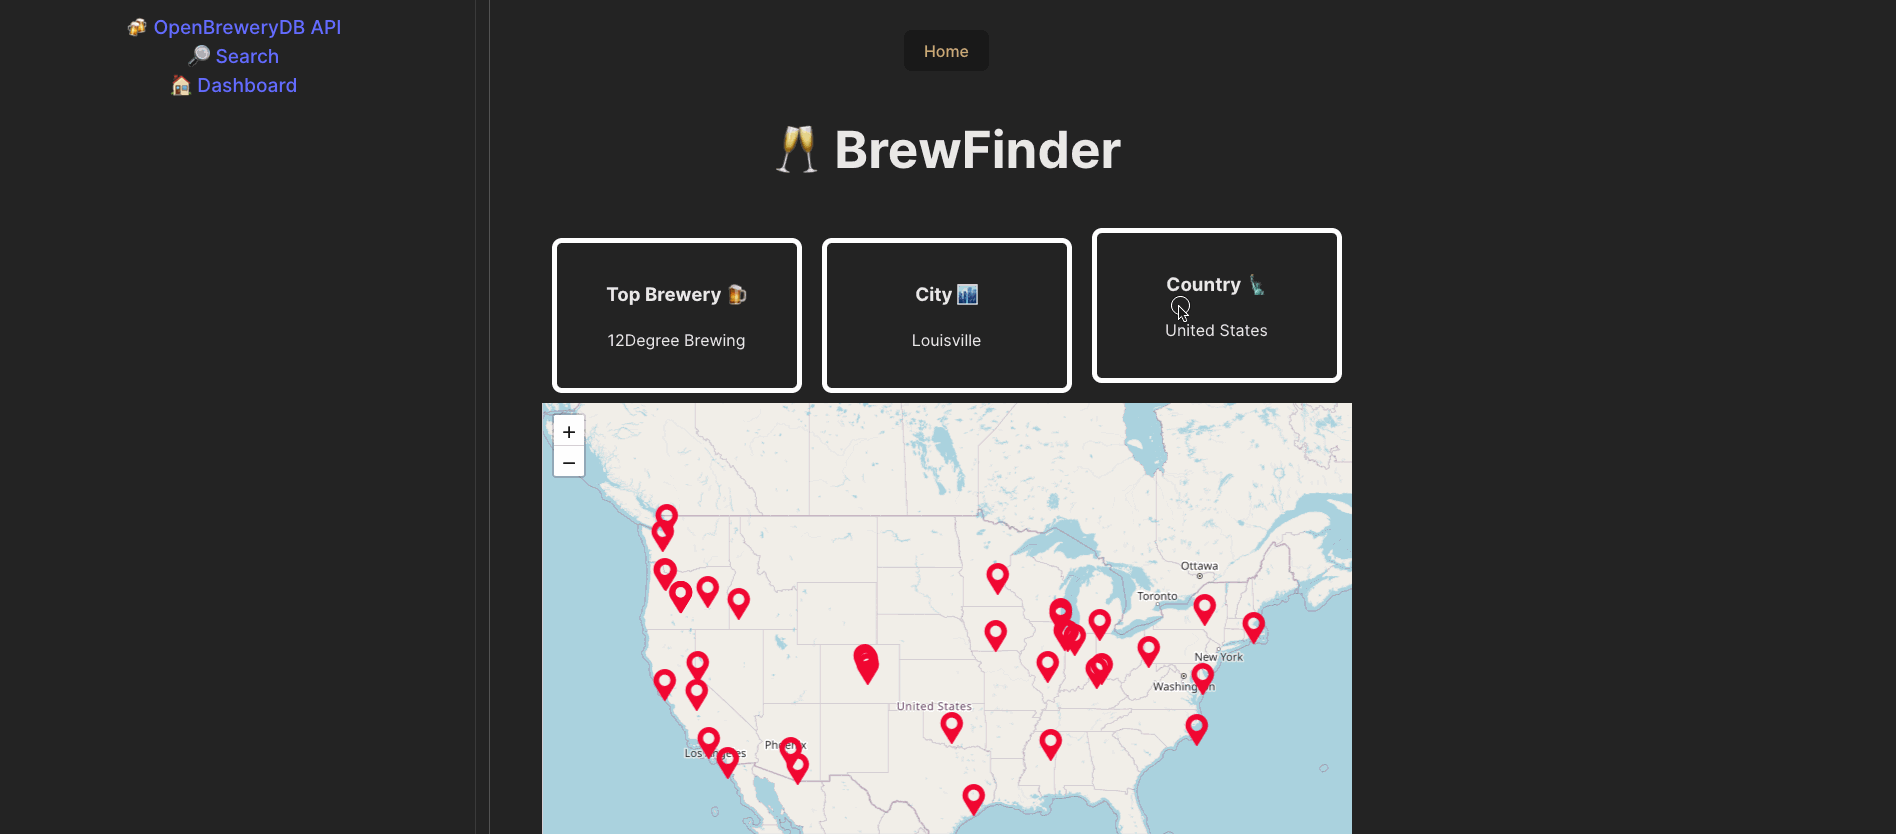 OpenBreweryDB API
Search
Dashboard
Home
BrewFinder
Top Brewery
12Degree Brewing
City
Louisville
Country
United States
+
−
Ottawa
Toronto
New York
Washington
United States
Phoenix
Los Angeles